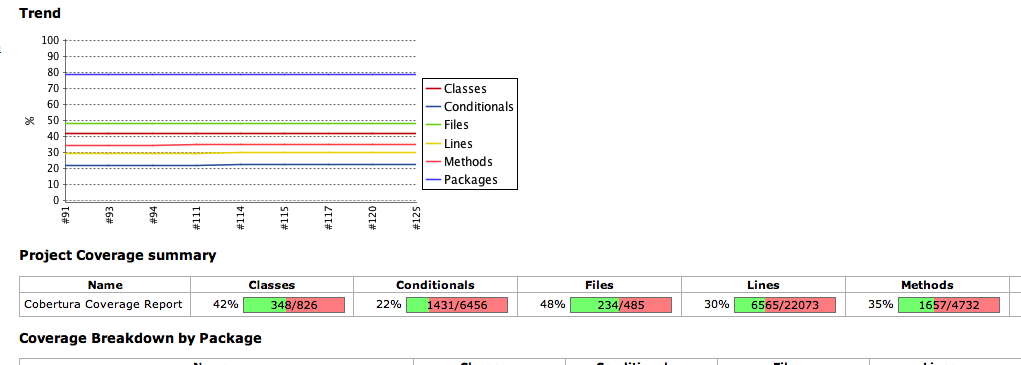 Trend
100
90
80
70
60
50
40
30
20
10
0
%
#91
#93
#94
#111
#114
#115
#117
#120
#125
Classes
Conditionals
Files
Lines
Methods
Packages
Project Coverage summary
Name Classes Conditionals Files Lines Methods
Cobertura Coverage Report 42% 348/826 22% 1431/6456 48% 234/485 30% 6565/22073 35% 1657/4732
Coverage Breakdown by Package